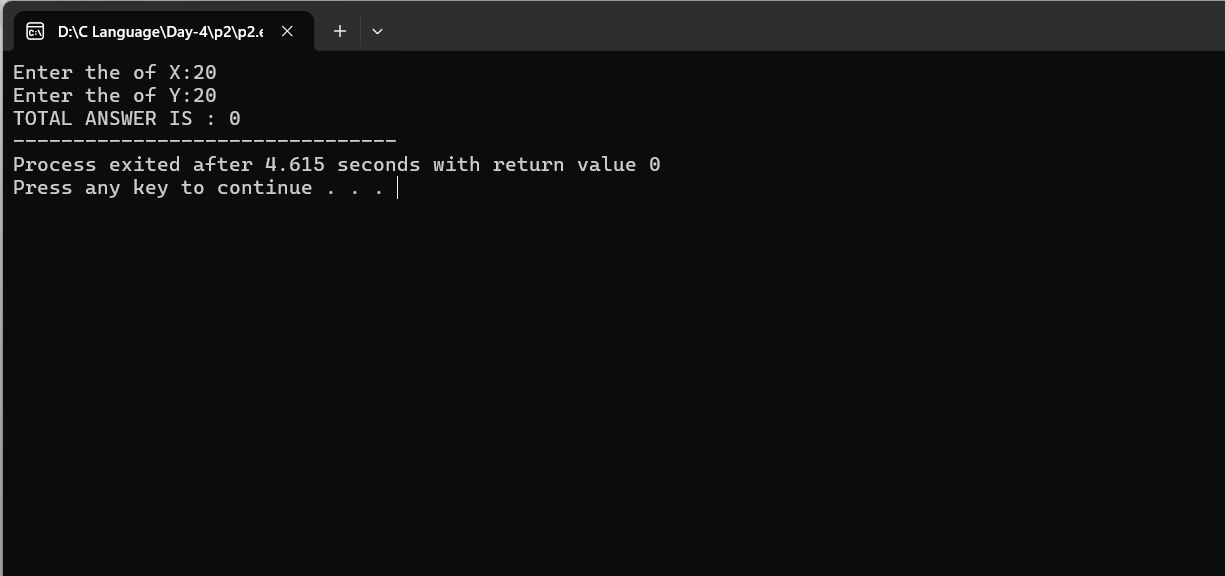 D:\C Language\Day-4\p2\p2.e
Enter the of X:20
Enter the of Y:20
TOTAL ANSWER IS : 0
--------------------------------
Process exited after 4.615 seconds with return value 0
Press any key to continue . . .